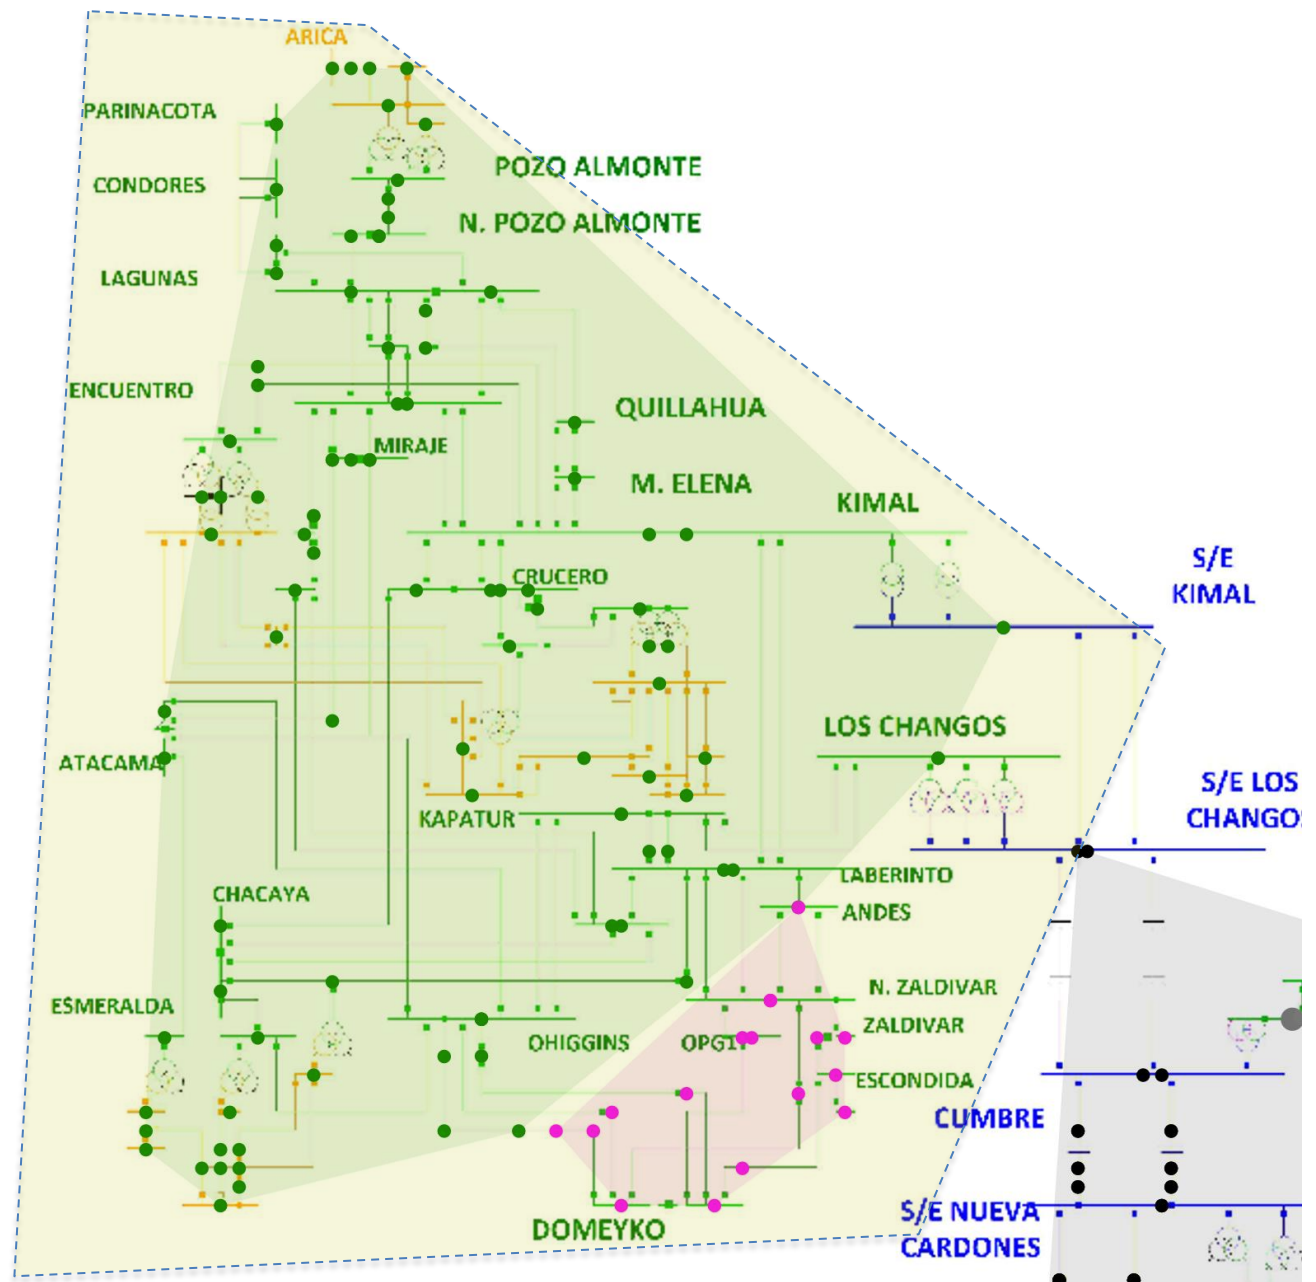 ARICA
PARINACOTA
POZO ALMONTE
CONDORES
N. POZO ALMONTE
LAGUNAS
ENCUENTRO
QUILLAHUA
MIRAJE
M. ELENA
KIMAL
S/E
KIMAL
CRUCERO
LOS CHANGOS
ATACAMA
S/E LOS
CHANGOS
KAPATUR
LABERINTO
CHACAYA
ANDES
N. ZALDIVAR
ESMERALDA
ZALDIVAR
OHIGGINS
ESCONDIDA
CUMBRE
S/E NUEVA
CARDONES
DOMEYKO